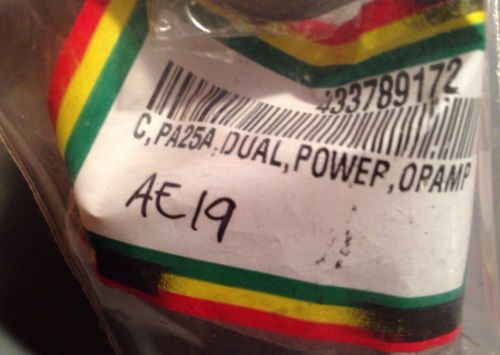 433789172
C, PA25A, DUAL, POWER, OPAMP
AE19